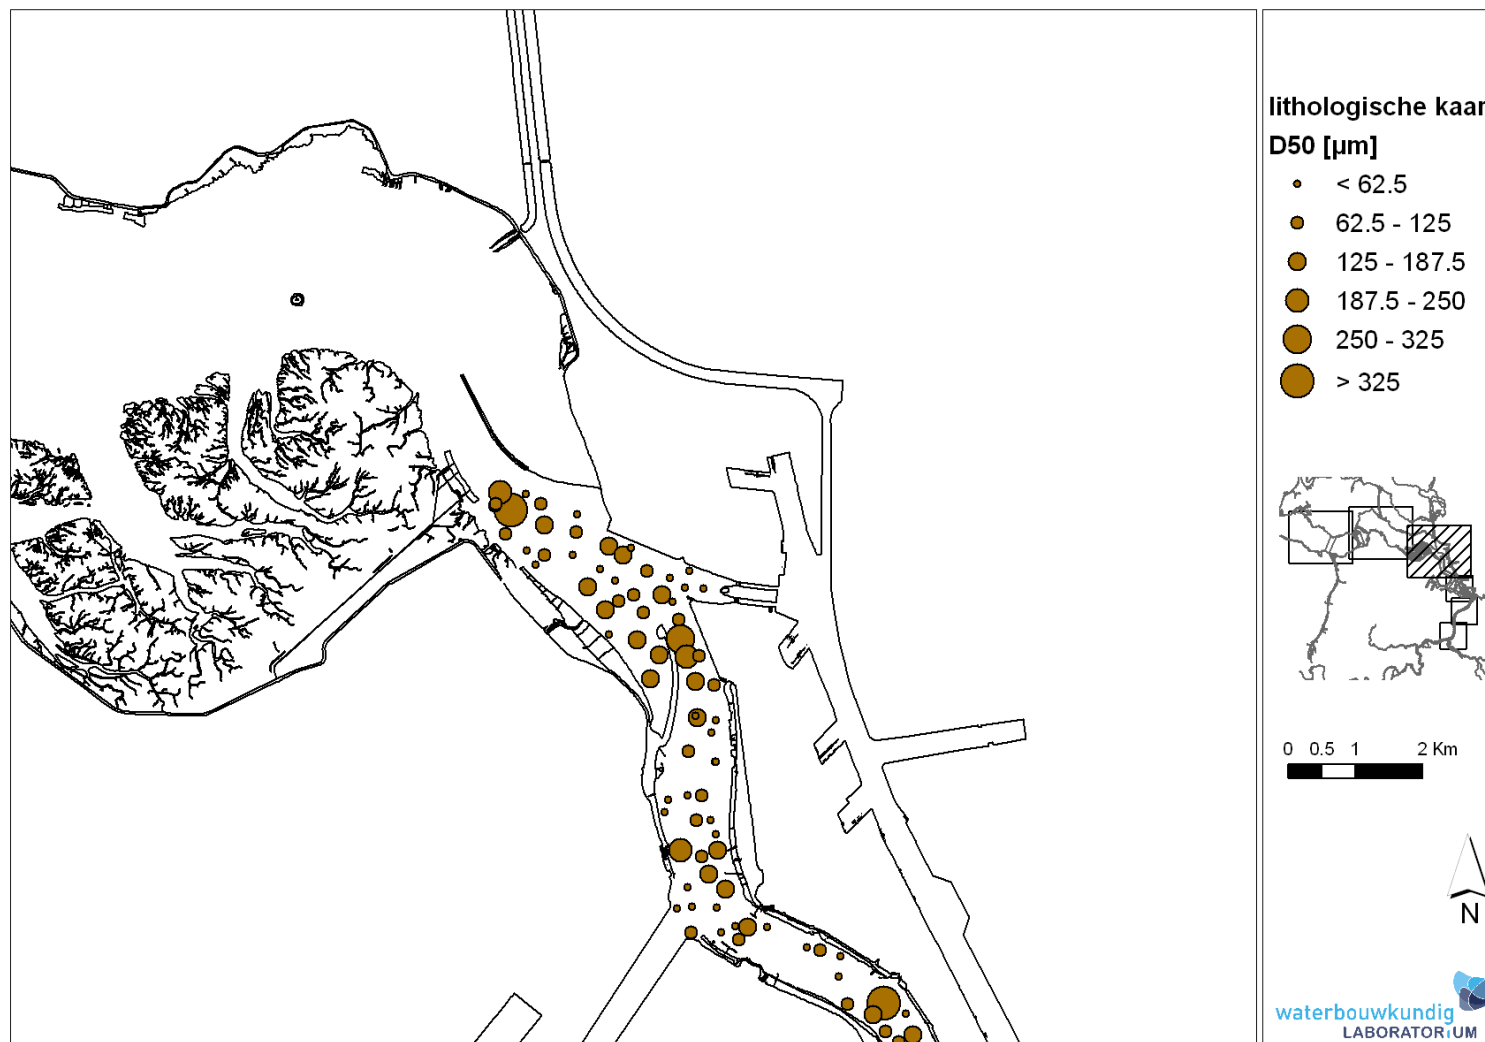 lithologische kaar
D50 [µm]
< 62.5
62.5 - 125
125 - 187.5
187.5 - 250
250 - 325
> 325
0 0.5 1 2 Km
N
waterbouwkundig
LABORATORIUM